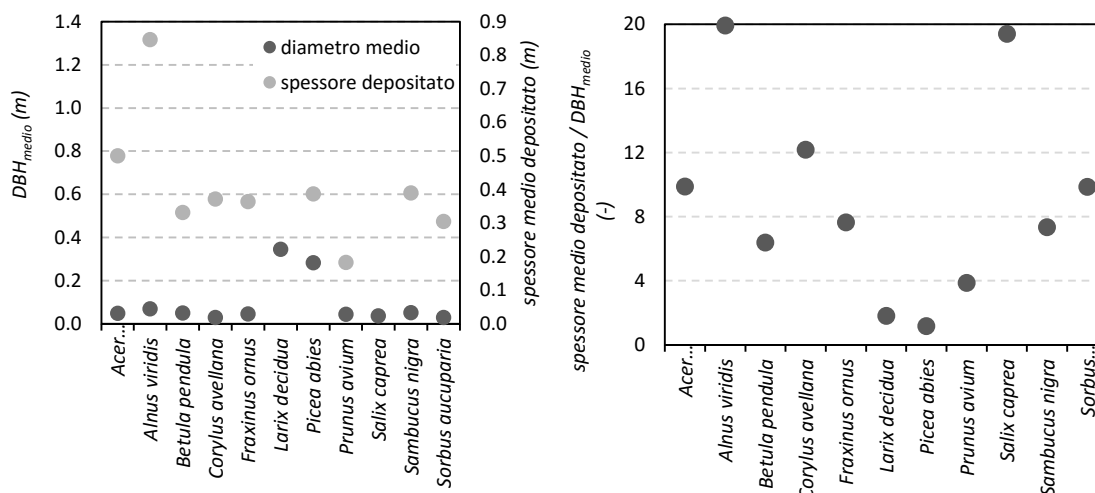 1.4
1.2
1.0
0.8
0.6
0.4
0.2
0.0
DBHmedio (m)
diametro medio
spessore depositato
0.9
0.8
0.7
0.6
0.5
0.4
0.3
0.2
0.1
0.0
spessore medio depositato (m)
Acer...
Alnus viridis
Betula pendula
Corylus avellana
Fraxinus ornus
Larix decidua
Picea abies
Prunus avium
Salix caprea
Sambucus nigra
Sorbus aucuparia
spessore medio depositato / DBHmedio
(-)
20
16
12
8
4
0
Acer...
Alnus viridis
Betula pendula
Corylus avellana
Fraxinus ornus
Larix decidua
Picea abies
Prunus avium
Salix caprea
Sambucus nigra
Sorbus...